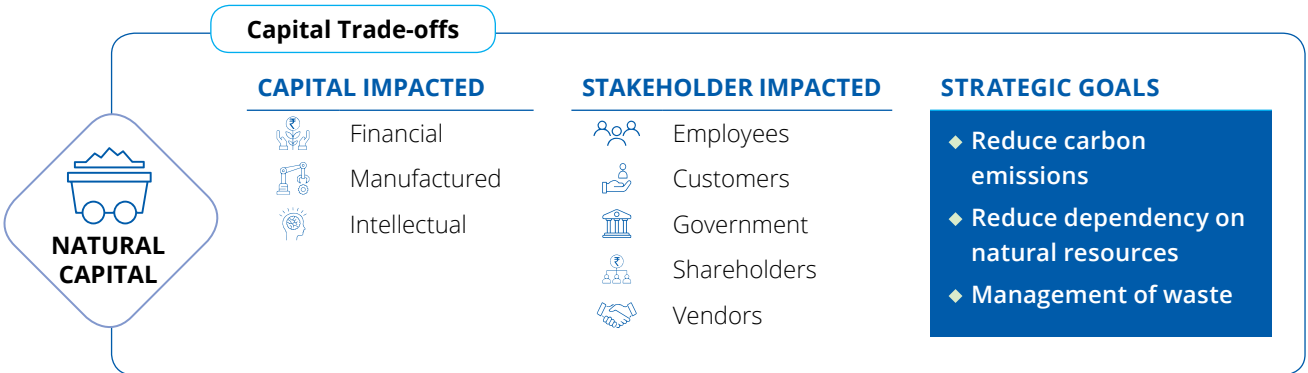 Capital Trade-offs
NATURAL
CAPITAL
CAPITAL IMPACTED
Financial
Manufactured
Intellectual
STAKEHOLDER IMPACTED
Employees
Customers
Government
Shareholders
Vendors
STRATEGIC GOALS
Reduce carbon
emissions
Reduce dependency on
natural resources
Management of waste